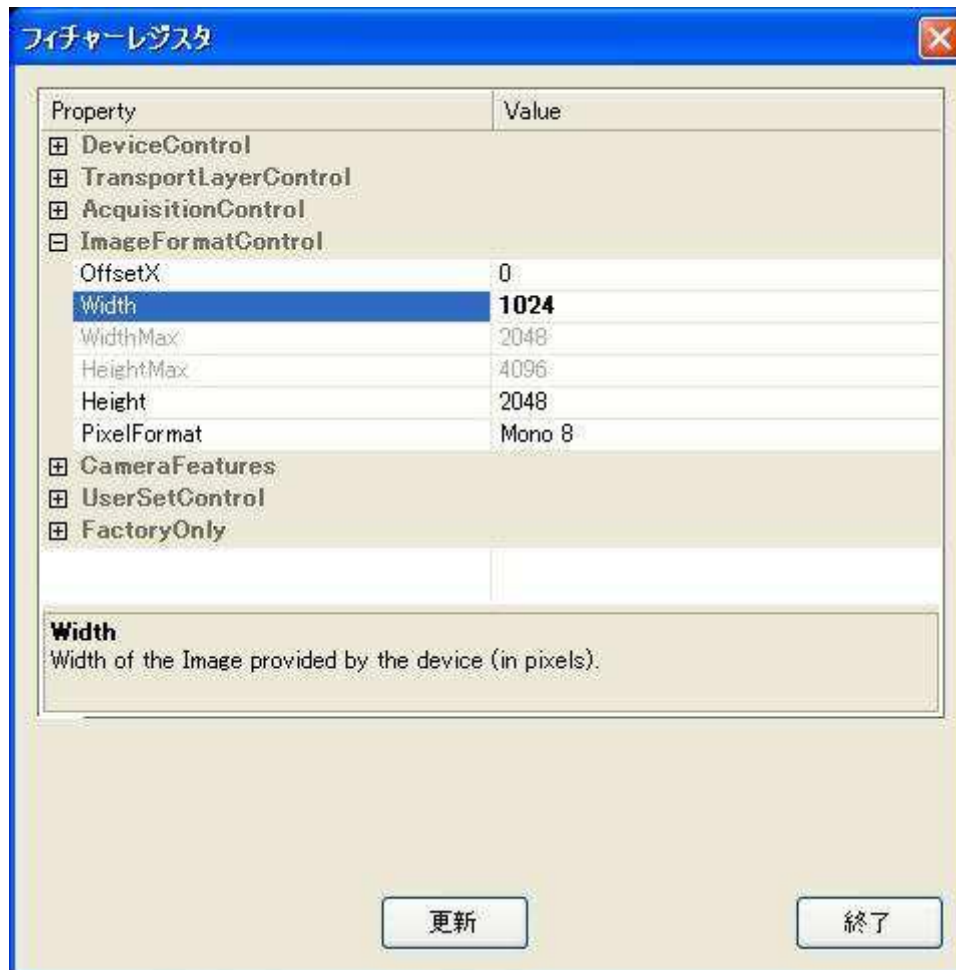 フィチャーレジスタ
Property Value
DeviceControl
TransportLayerControl
AcquisitionControl
ImageFormatControl
OffsetX 0
Width 1024
WidthMax 2048
HeightMax 4096
Height 2048
PixelFormat Mono 8
CameraFeatures
UserSetControl
FactoryOnly
Width
Width of the Image provided by the device (in pixels).
更新 終了